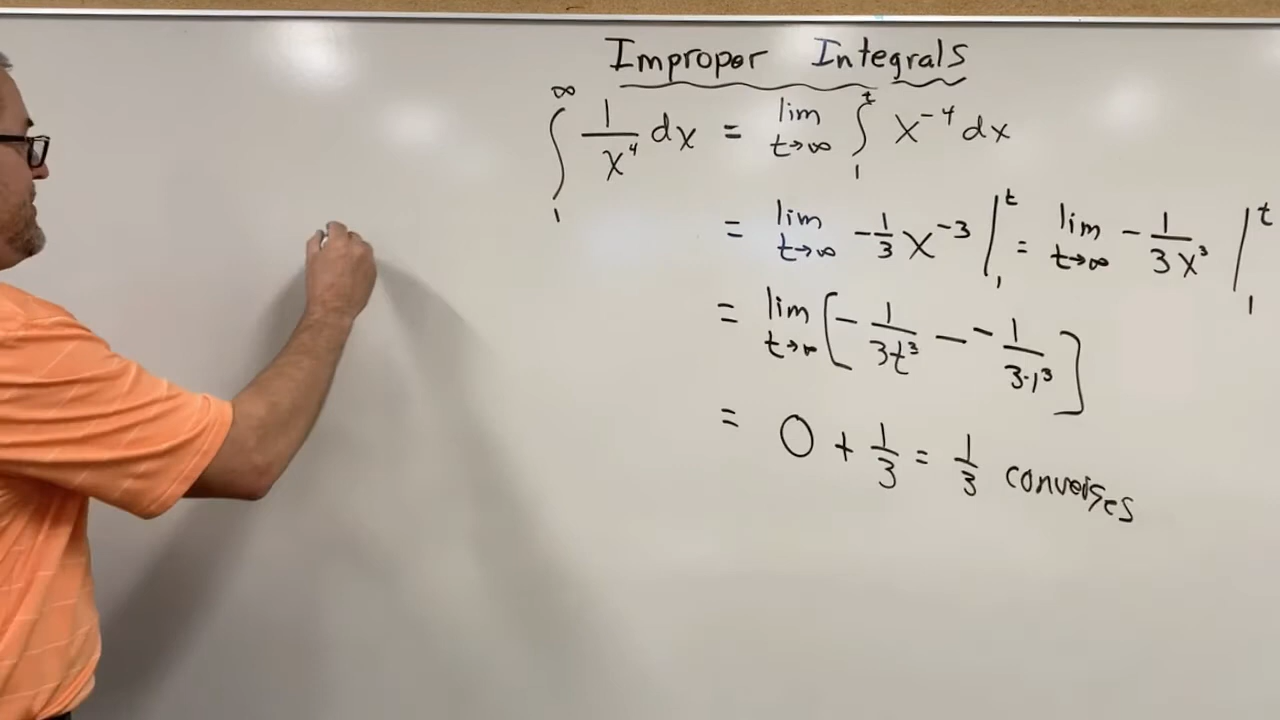 Improper Integrals
∫₁^∞ 1/x⁴ dx = lim t→∞ ∫₁^t x⁻⁴ dx
= lim t→∞ -1/3 x⁻³ |₁^t = lim t→∞ -1/(3x³) |₁^t
= lim t→∞ [-1/(3t³) - -1/(3·1³)]
= 0 + 1/3 = 1/3 converges